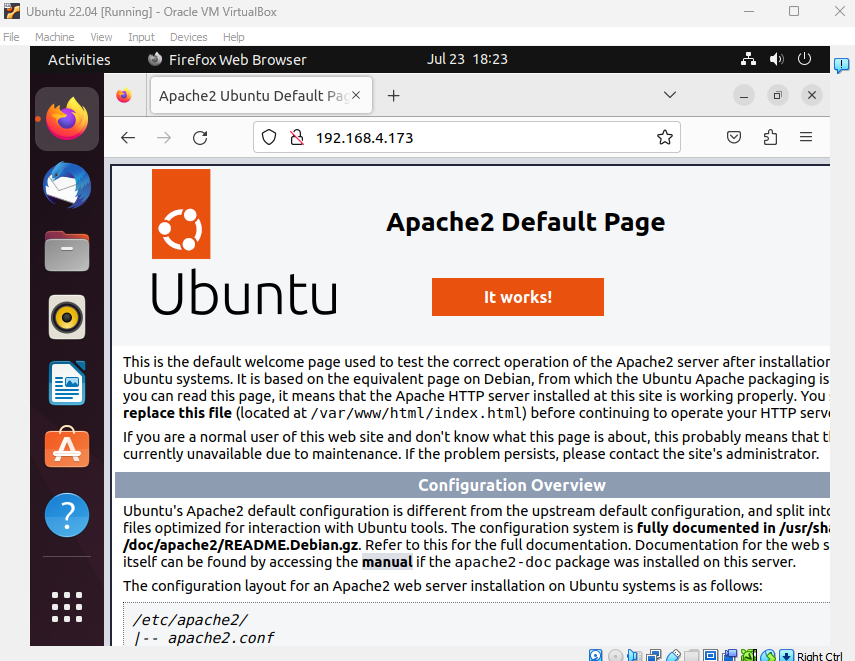 Ubuntu 22.04 [Running] - Oracle VM VirtualBox
File Machine View Input Devices Help
Activities Firefox Web Browser Jul 23 18:23
Apache2 Ubuntu Default Pag
192.168.4.173
Apache2 Default Page
Ubuntu
It works!
This is the default welcome page used to test the correct operation of the Apache2 server after installation
Ubuntu systems. It is based on the equivalent page on Debian, from which the Ubuntu Apache packaging is
you can read this page, it means that the Apache HTTP server installed at this site is working properly. You
replace this file (located at /var/www/html/index.html) before continuing to operate your HTTP serve
If you are a normal user of this web site and don't know what this page is about, this probably means that th
currently unavailable due to maintenance. If the problem persists, please contact the site's administrator.
Configuration Overview
Ubuntu's Apache2 default configuration is different from the upstream default configuration, and split into
files optimized for interaction with Ubuntu tools. The configuration system is fully documented in /usr/sha
/doc/apache2/README.Debian.gz. Refer to this for the full documentation. Documentation for the web s
itself can be found by accessing the manual if the apache2-doc package was installed on this server.
The configuration layout for an Apache2 web server installation on Ubuntu systems is as follows:
/etc/apache2/
|-- apache2.conf
Right Ctrl